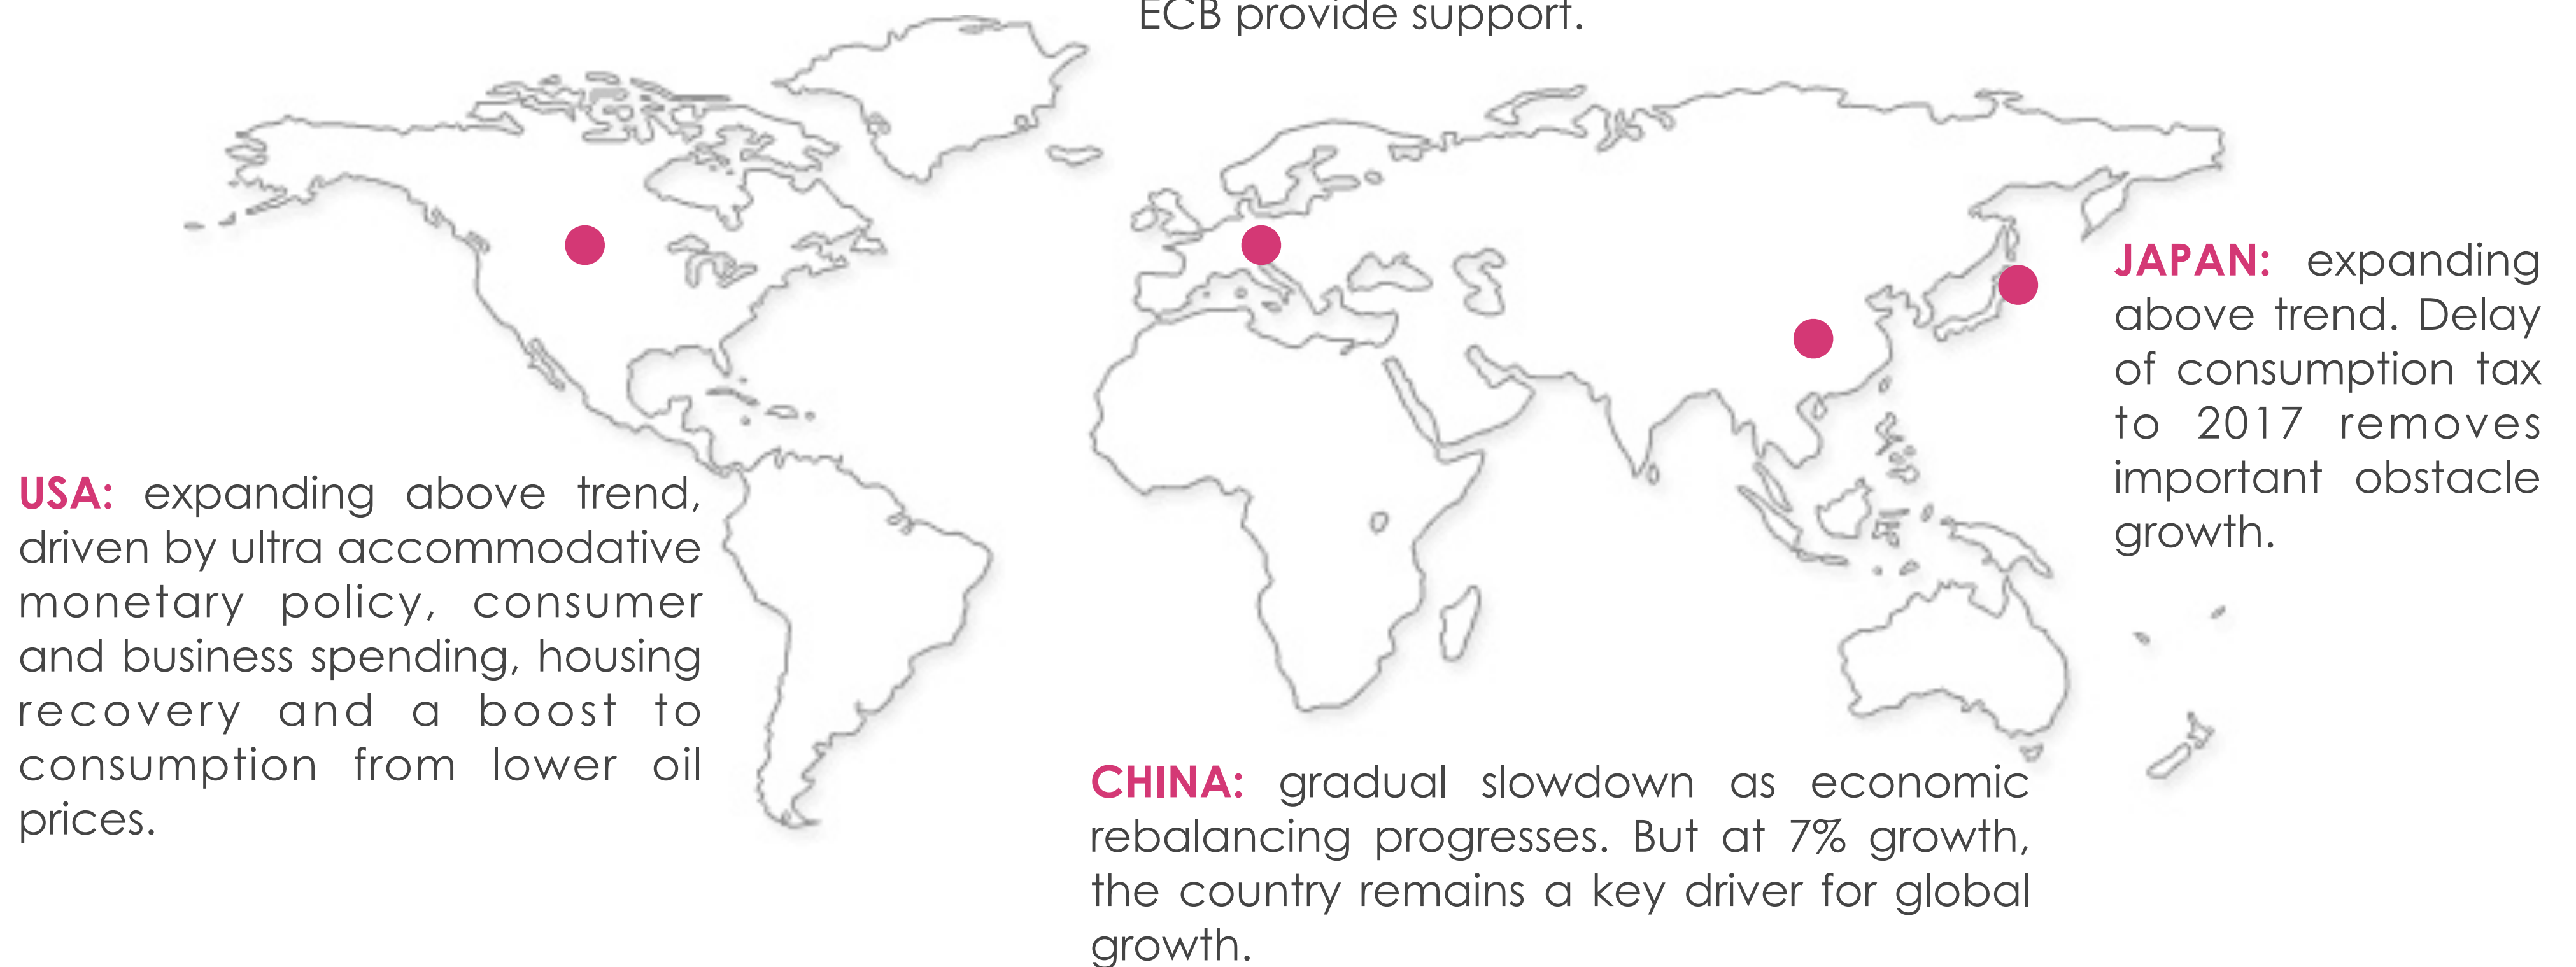 ECB provide support.
JAPAN: expanding
above trend. Delay
of consumption tax
to 2017 removes
important obstacle
growth.
USA: expanding above trend,
driven by ultra accommodative
monetary policy, consumer
and business spending, housing
recovery and a boost to
consumption from lower oil
prices.
CHINA: gradual slowdown as economic
rebalancing progresses. But at 7% growth,
the country remains a key driver for global
growth.